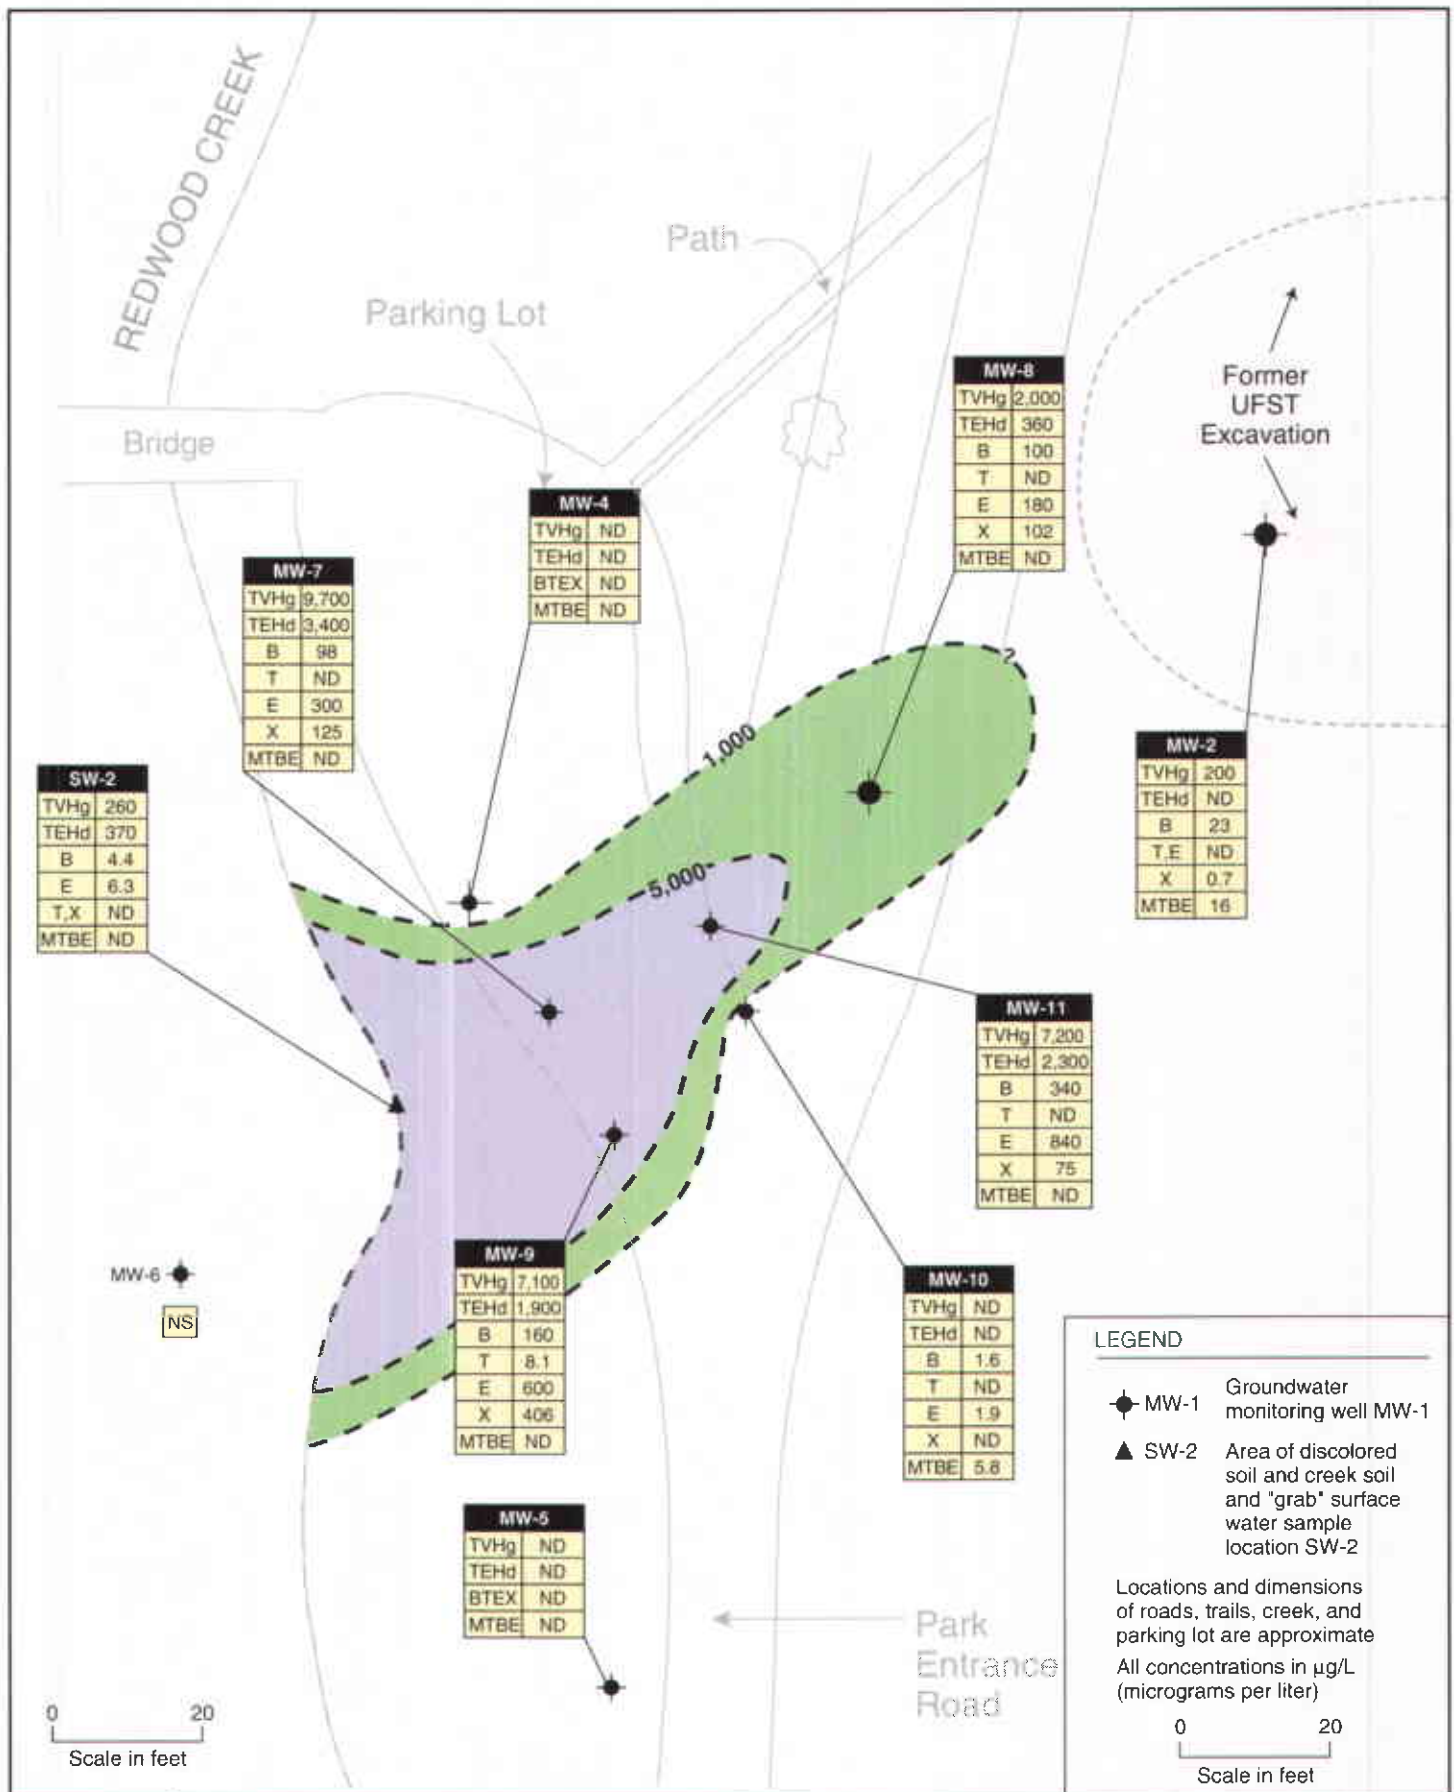 REDWOOD CREEK
Path
Parking Lot
Bridge
Former
UFST
Excavation
MW-8
TVHg 2,000
TEHd 360
B 100
T ND
E 180
X 102
MTBE ND
MW-4
TVHg ND
TEHd ND
BTEX ND
MTBE ND
MW-7
TVHg 9,700
TEHd 3,400
B 98
T ND
E 300
X 125
MTBE ND
?
1,000
5,000
SW-2
TVHg 260
TEHd 370
B 4.4
E 6.3
T,X ND
MTBE ND
MW-2
TVHg 200
TEHd ND
B 23
T,E ND
X 0.7
MTBE 16
MW-11
TVHg 7,200
TEHd 2,300
B 340
T ND
E 840
X 75
MTBE ND
MW-6
NS
MW-9
TVHg 7,100
TEHd 1,900
B 160
T 8.1
E 600
X 406
MTBE ND
MW-10
TVHg ND
TEHd ND
B 1.6
T ND
E 1.9
X ND
MTBE 5.8
MW-5
TVHg ND
TEHd ND
BTEX ND
MTBE ND
Park
Entrance
Road
0 20
Scale in feet
LEGEND
MW-1 Groundwater
monitoring well MW-1
SW-2 Area of discolored
soil and creek soil
and "grab" surface
water sample
location SW-2
Locations and dimensions
of roads, trails, creek, and
parking lot are approximate
All concentrations in µg/L
(micrograms per liter)
0 20
Scale in feet